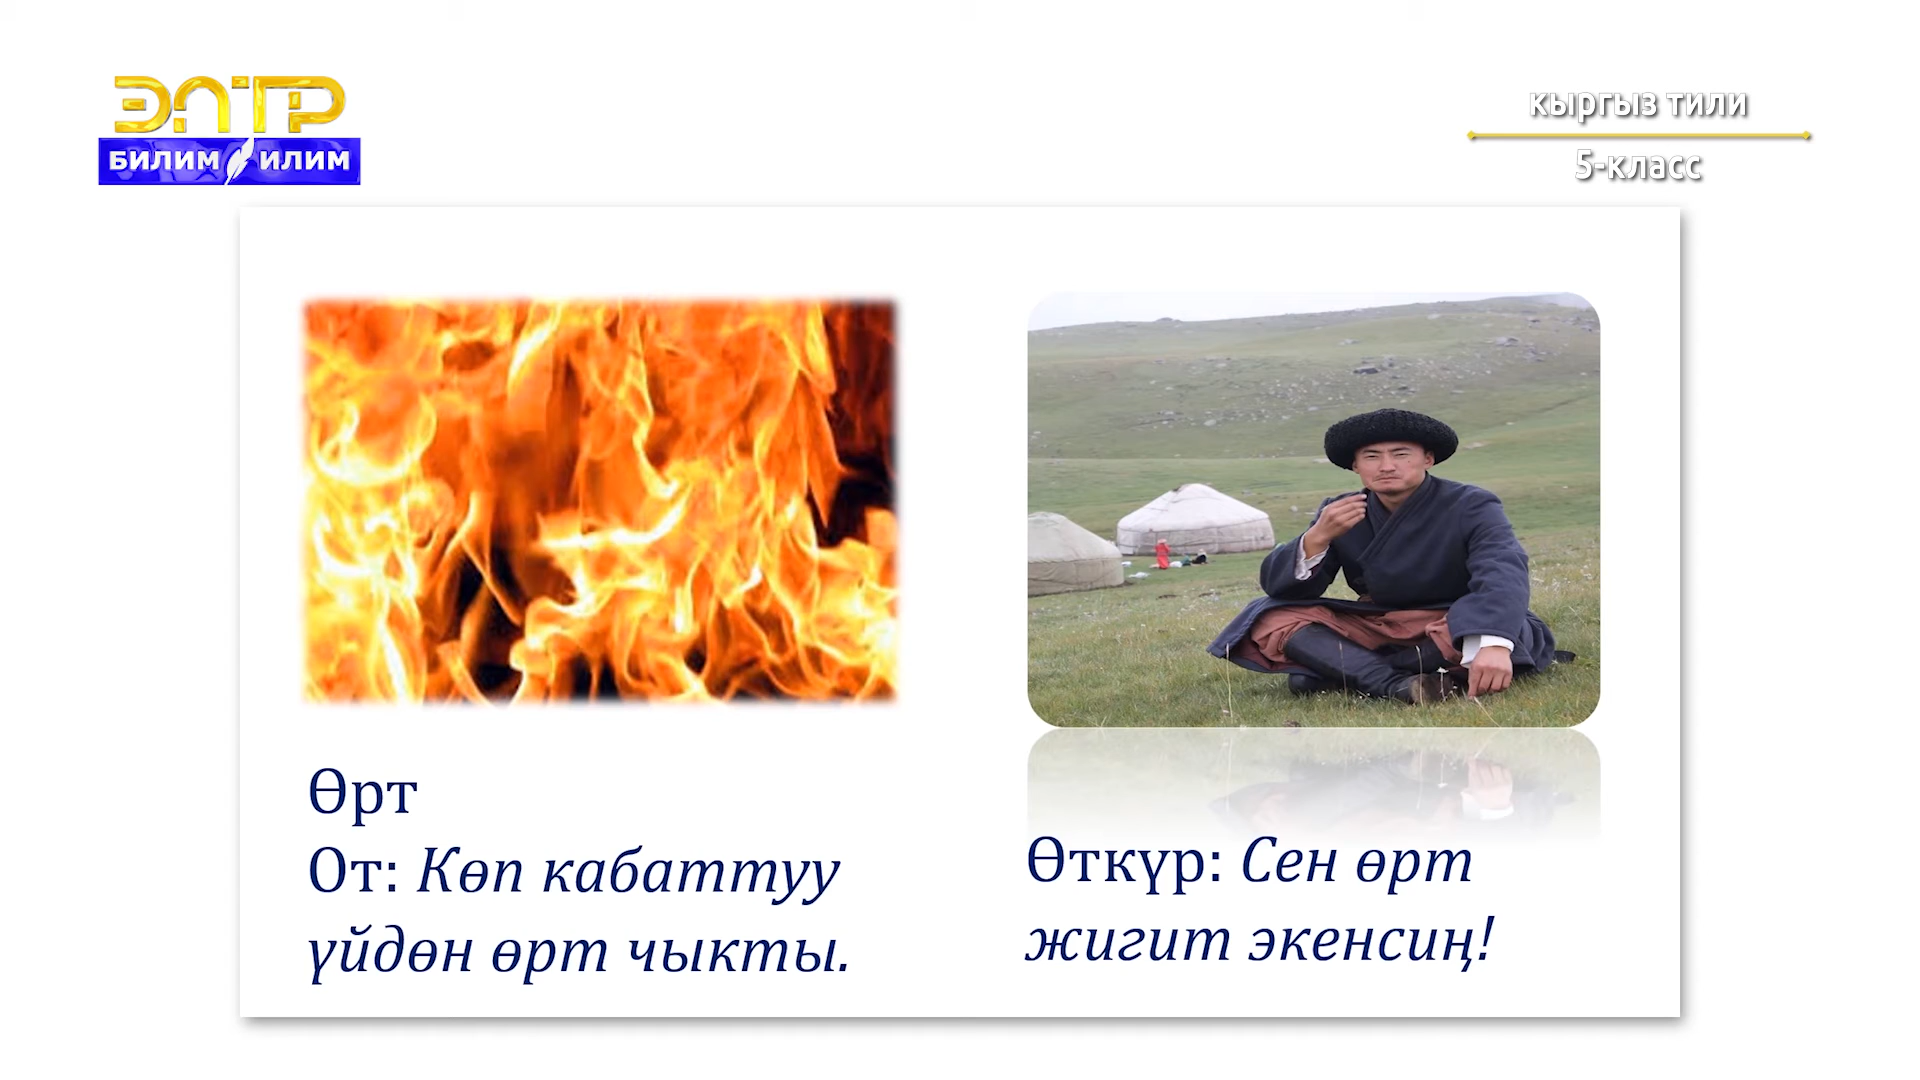 ЭЛТР
БИЛИМ ИЛИМ
кыргыз тили
5-класс
Өрт
От: Көп кабаттуу
үйдөн өрт чыкты.
Өткүр: Сен өрт
жигит экенсиң!